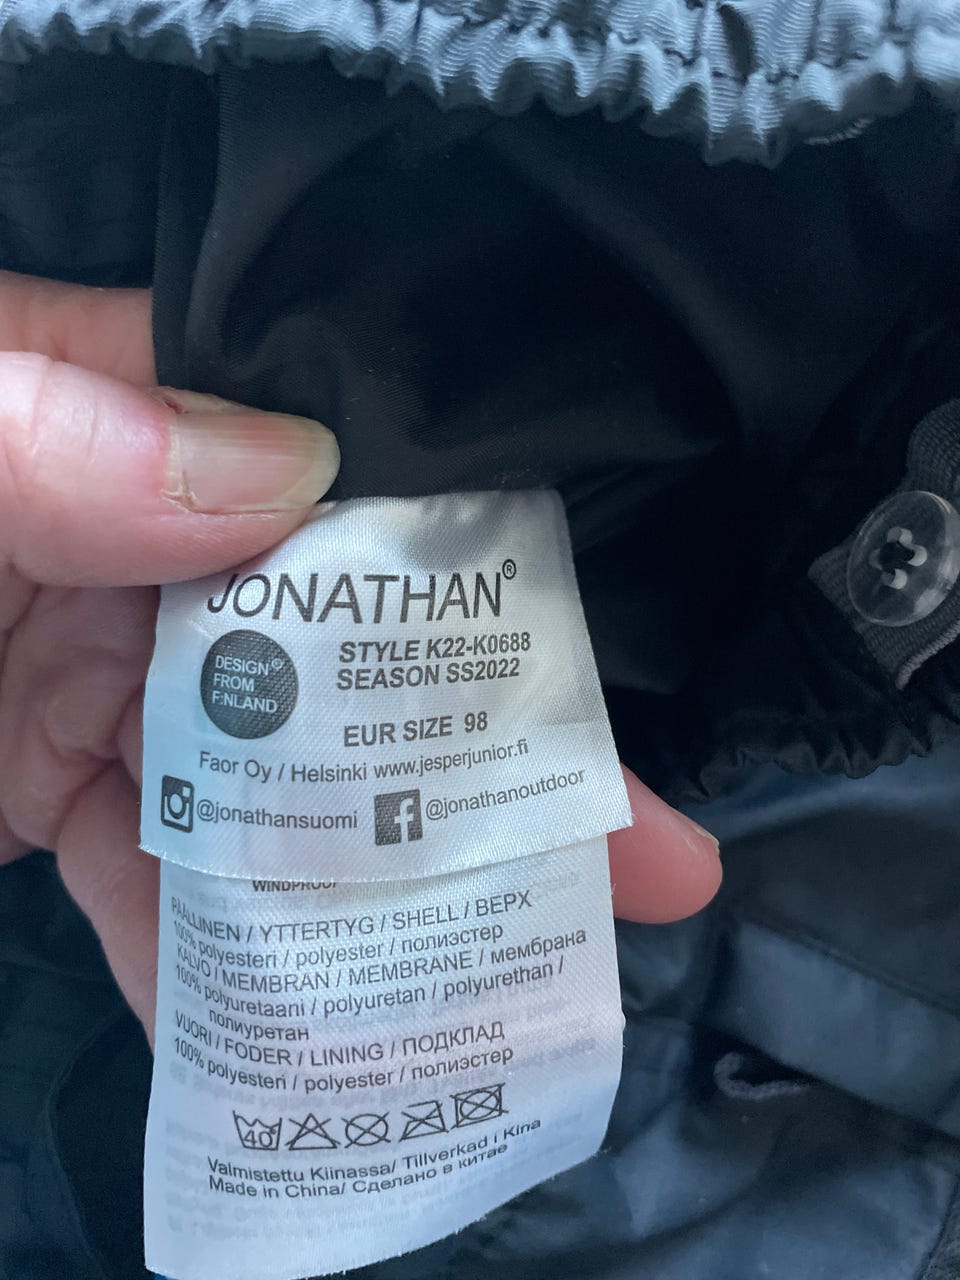 JONATHAN®
DESIGN
FROM
FINLAND
STYLE K22-K0688
SEASON SS2022
EUR SIZE 98
Faor Oy / Helsinki www.jesperjunior.fi
@jonathansuomi
@jonathanoutdoor
WINDPROOF
PÄÄLLINEN / YTTERTYG / SHELL / ВЕРХ
100% polyesteri / polyester / полиэстер
KALVO / MEMBRAN / MEMBRANE / мембрана
100% polyuretaani / polyuretan / polyurethan /
полиуретан
VUORI / FODER / LINING / ПОДКЛАД
100% polyesteri / polyester / полиэстер
40°
Valmistettu Kiinassa/ Tillverkad i Kina
Made in China/ Сделано в китае